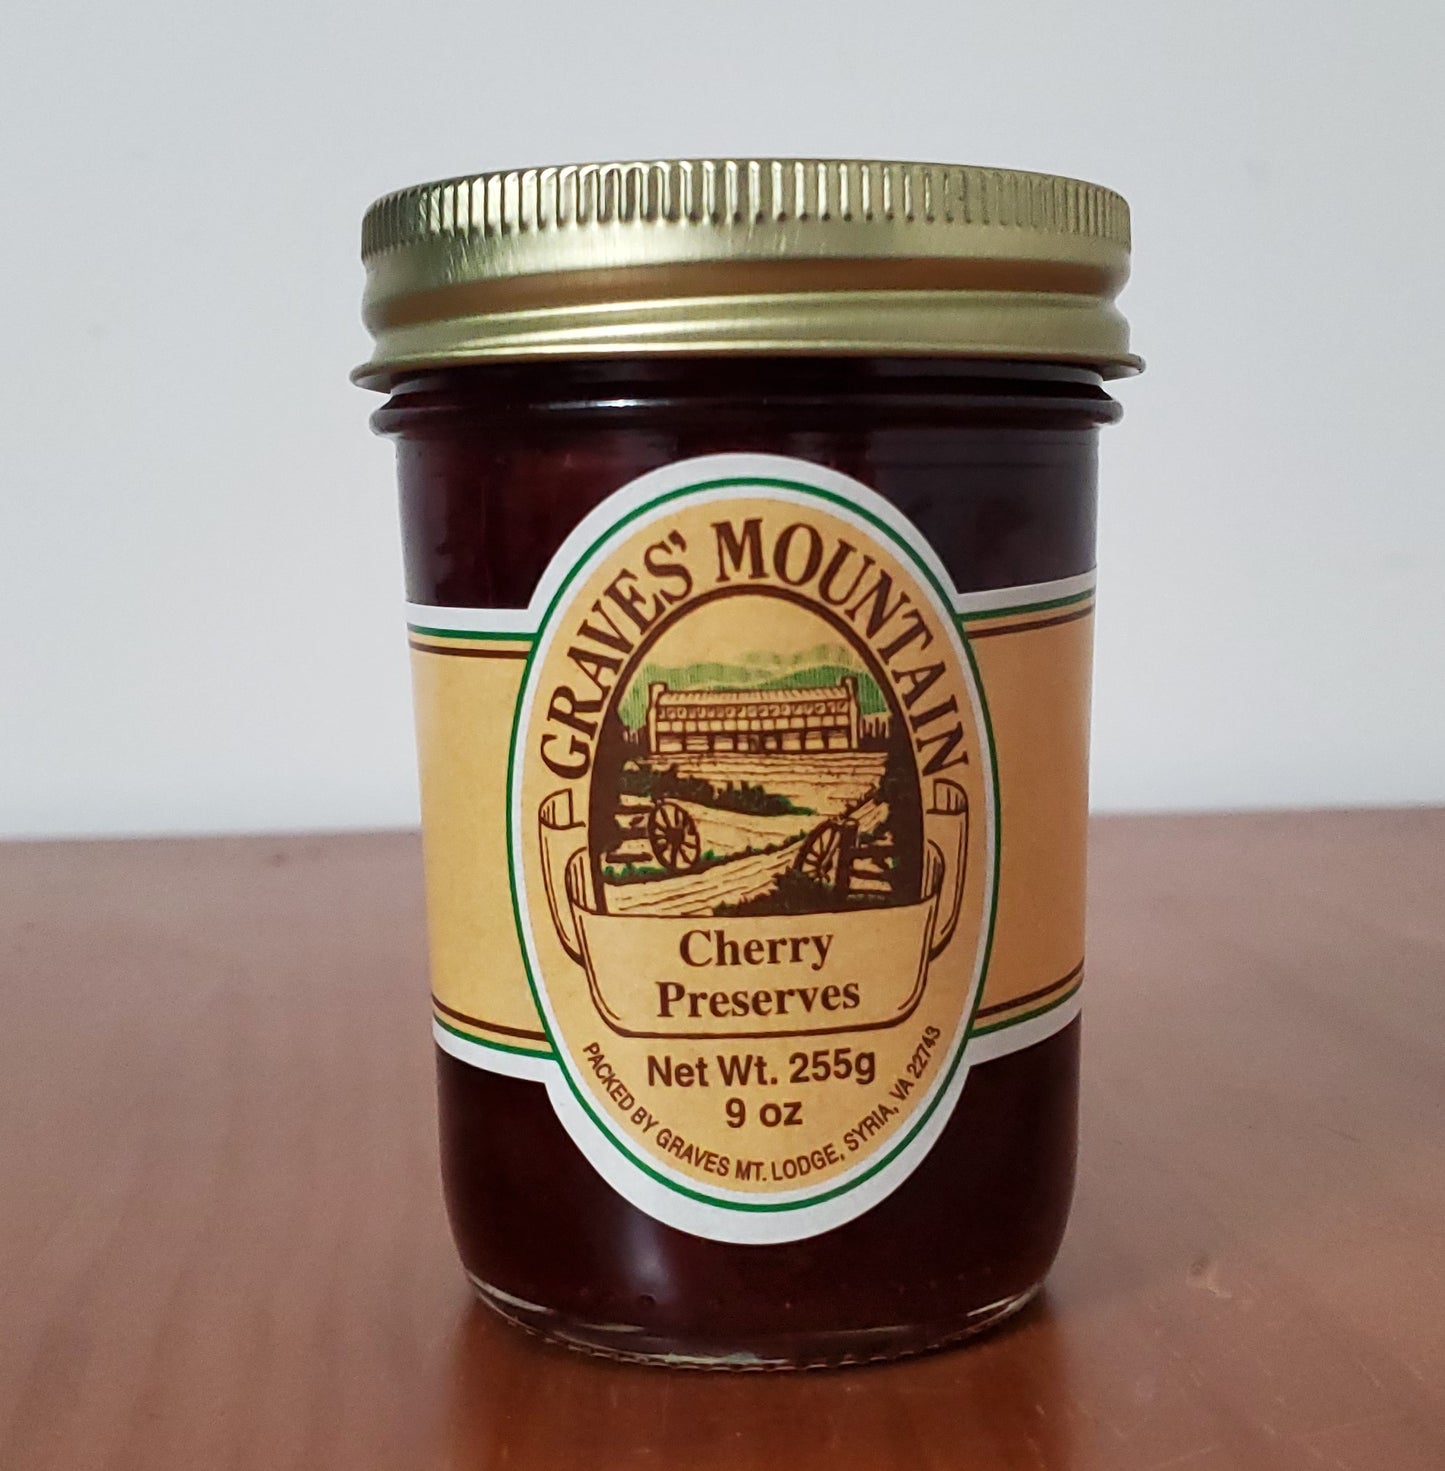 GRAVES' MOUNTAIN
Cherry
Preserves
Net Wt. 255g
9 oz
PACKED BY GRAVES MT. LODGE, SYRIA, VA 22743